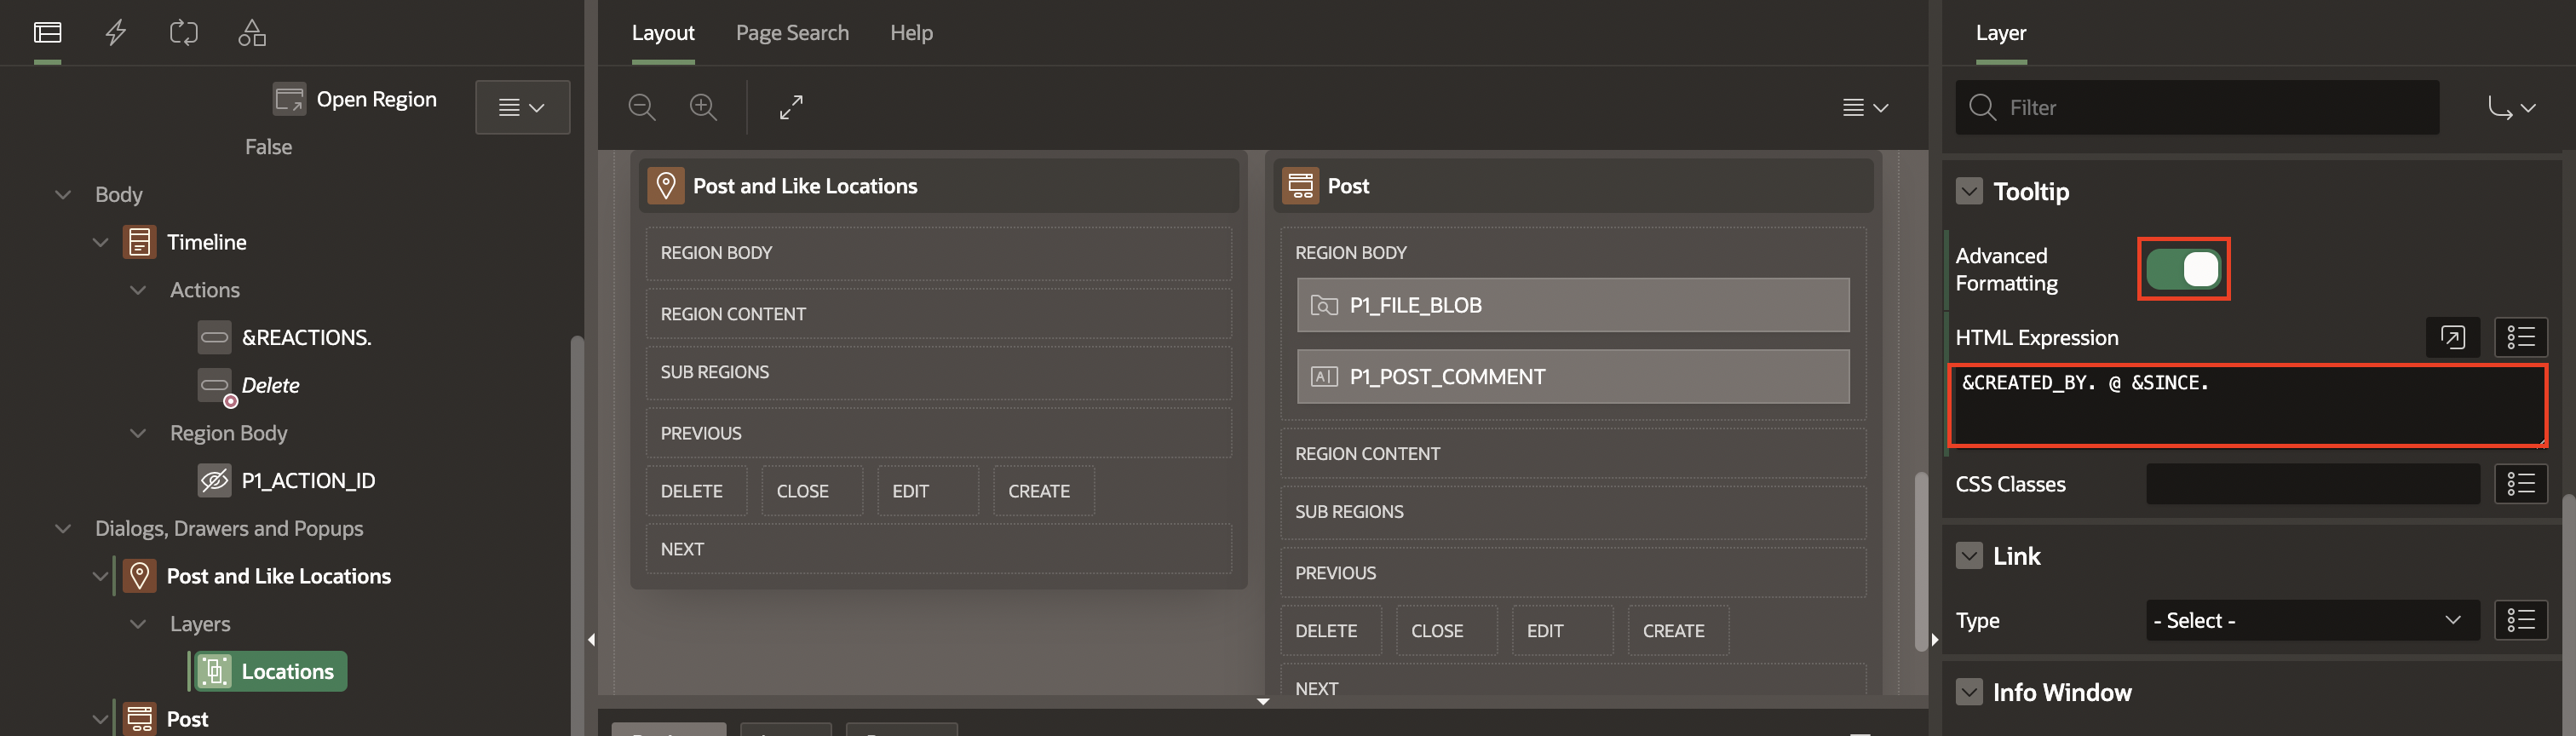 Open Region
False
Body
Timeline
Actions
&REACTIONS.
Delete
Region Body
P1_ACTION_ID
Dialogs, Drawers and Popups
Post and Like Locations
Layers
Locations
Post
Layout Page Search Help
Post and Like Locations
REGION BODY
REGION CONTENT
SUB REGIONS
PREVIOUS
DELETE CLOSE EDIT CREATE
NEXT
Post
REGION BODY
P1_FILE_BLOB
P1_POST_COMMENT
REGION CONTENT
SUB REGIONS
PREVIOUS
DELETE CLOSE EDIT CREATE
NEXT
Layer
Filter
Tooltip
Advanced
Formatting
HTML Expression
&CREATED_BY. @ &SINCE.
CSS Classes
Link
Type - Select -
Info Window